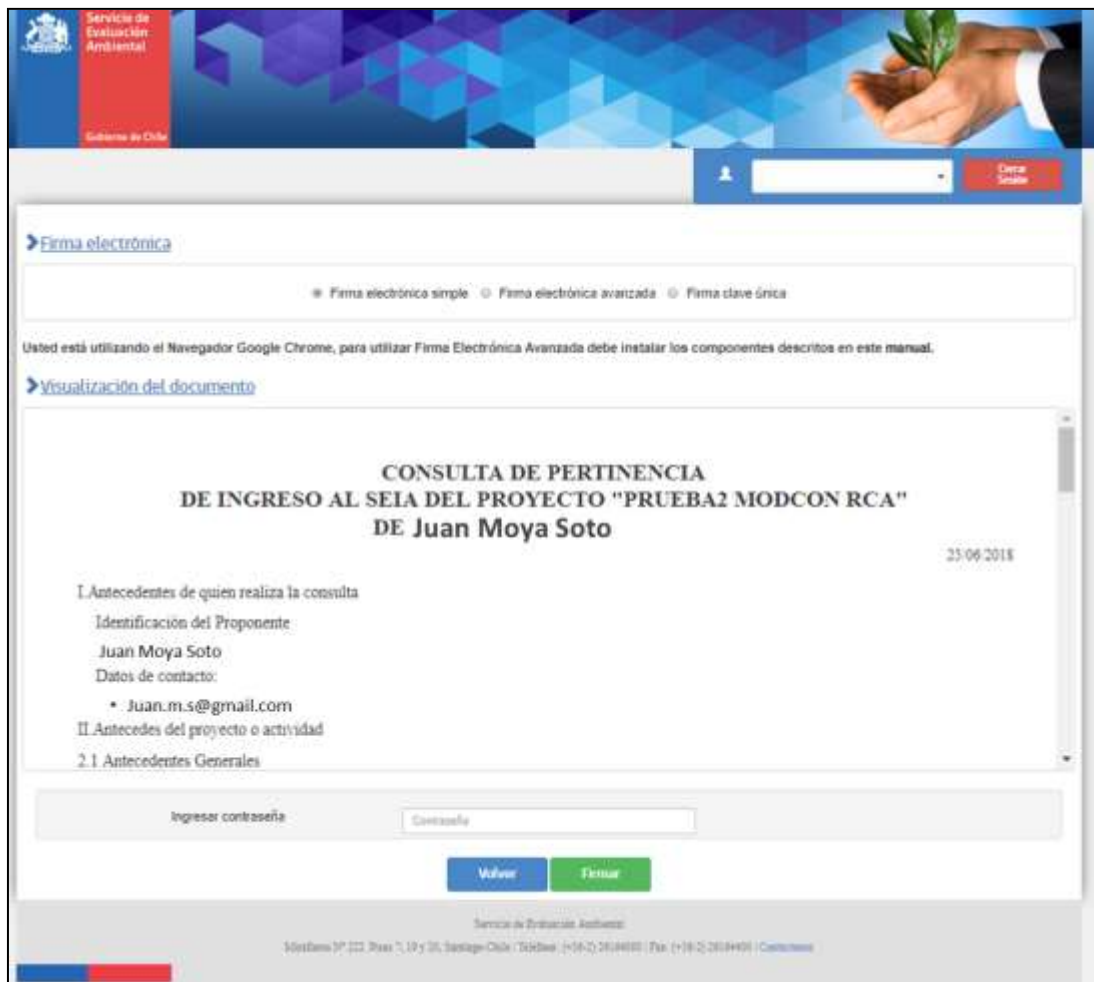 Servicio de
Evaluación
Ambiental
Gobierno de Chile
Cerrar
Sesión
Firma electrónica
Firma electrónica simple Firma electrónica avanzada Firma clave única
Usted está utilizando el Navegador Google Chrome, para utilizar Firma Electrónica Avanzada debe instalar los componentes descritos en este manual.
Visualización del documento
CONSULTA DE PERTINENCIA
DE INGRESO AL SEIA DEL PROYECTO "PRUEBA2 MODCON RCA"
DE Juan Moya Soto
25/06/2018
I.Antecedentes de quien realiza la consulta
Identificación del Proponente
Juan Moya Soto
Datos de contacto:
• Juan.m.s@gmail.com
II.Antecedes del proyecto o actividad
2.1 Antecedentes Generales
Ingresar contraseña
Contraseña
Volver Firmar
Servicio de Evaluación Ambiental
Santiago-Chile